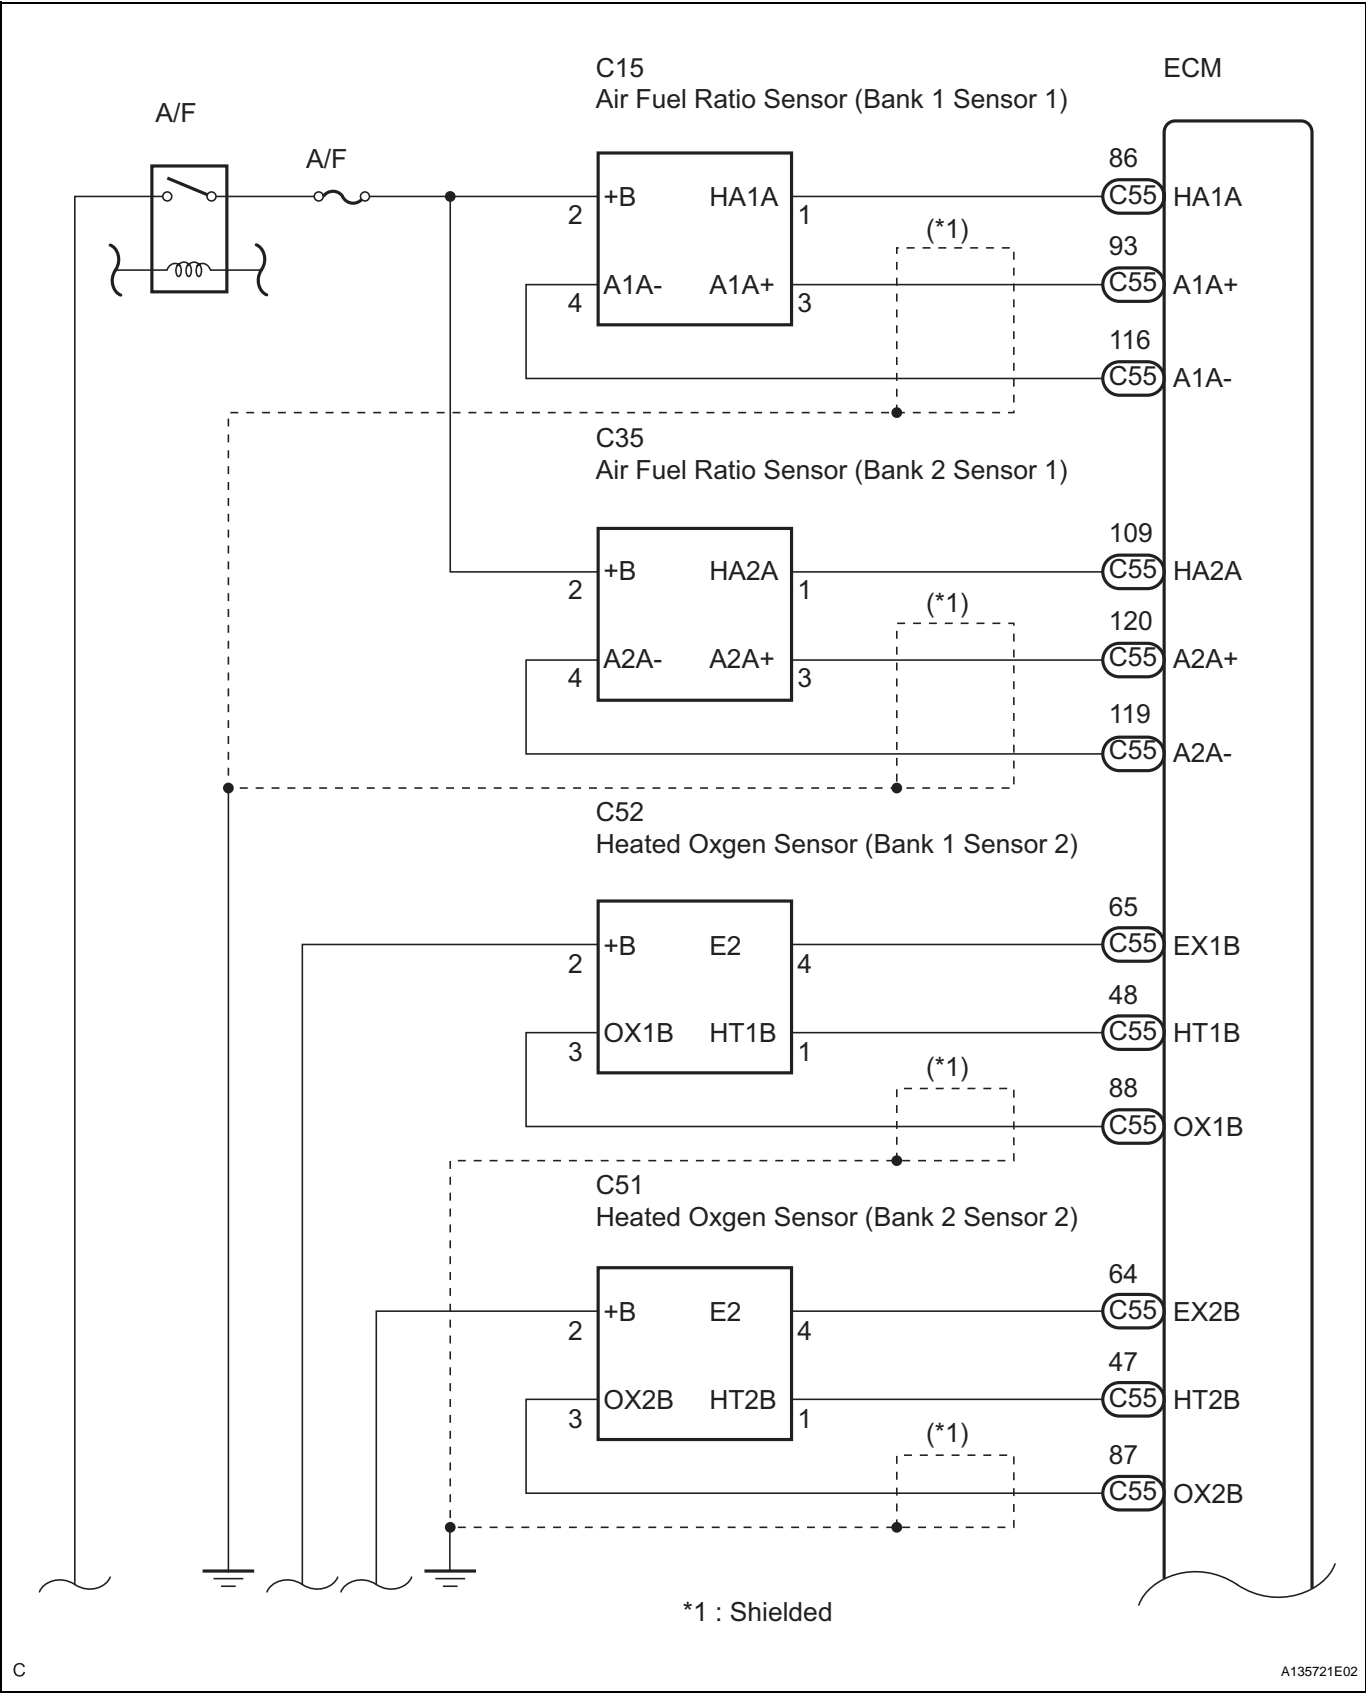 C15
ECM
Air Fuel Ratio Sensor (Bank 1 Sensor 1)
A/F
A/F
86
+B
HA1A
C55
HA1A
2
1
(*1)
93
A1A-
A1A+
C55
A1A+
4
3
116
C55
A1A-
C35
Air Fuel Ratio Sensor (Bank 2 Sensor 1)
109
+B
HA2A
C55
HA2A
2
1
(*1)
120
A2A-
A2A+
C55
A2A+
4
3
119
C55
A2A-
C52
Heated Oxgen Sensor (Bank 1 Sensor 2)
65
+B
E2
C55
EX1B
2
4
48
OX1B
HT1B
C55
HT1B
3
1
(*1)
88
C55
OX1B
C51
Heated Oxgen Sensor (Bank 2 Sensor 2)
64
+B
E2
C55
EX2B
2
4
47
OX2B
HT2B
C55
HT2B
3
1
(*1)
87
C55
OX2B
*1 : Shielded
C
A135721E02